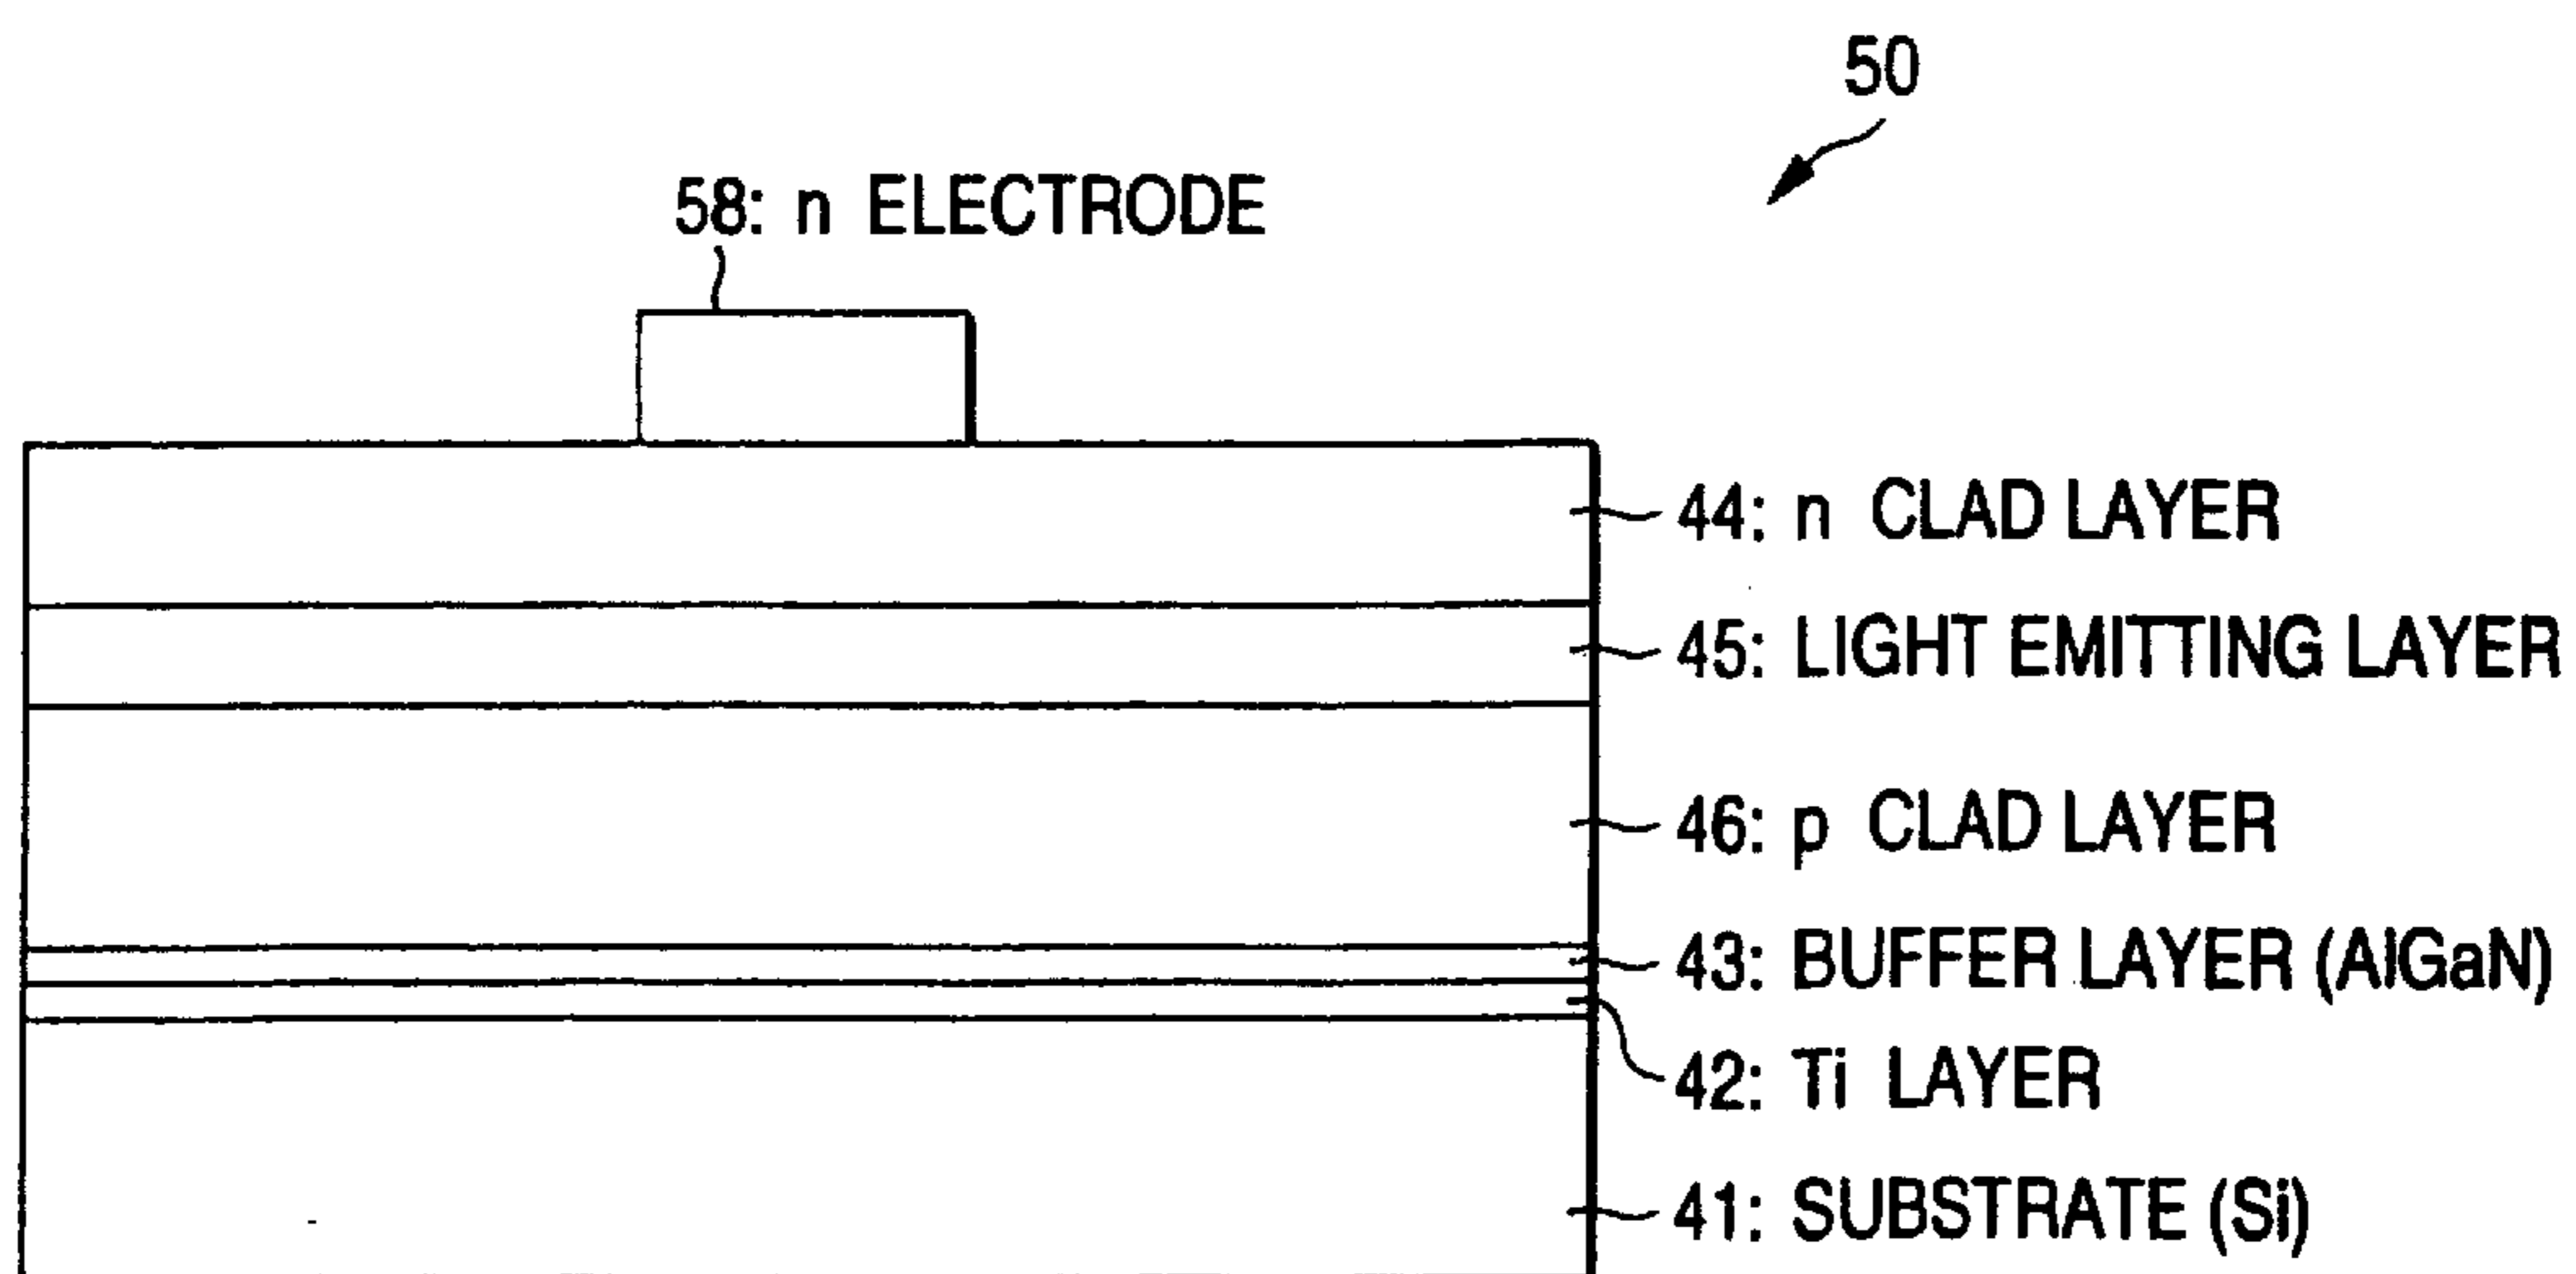 50
58: n ELECTRODE
44: n CLAD LAYER
45: LIGHT EMITTING LAYER
46: p CLAD LAYER
43: BUFFER LAYER (AlGaN)
42: Ti LAYER
41: SUBSTRATE (Si)